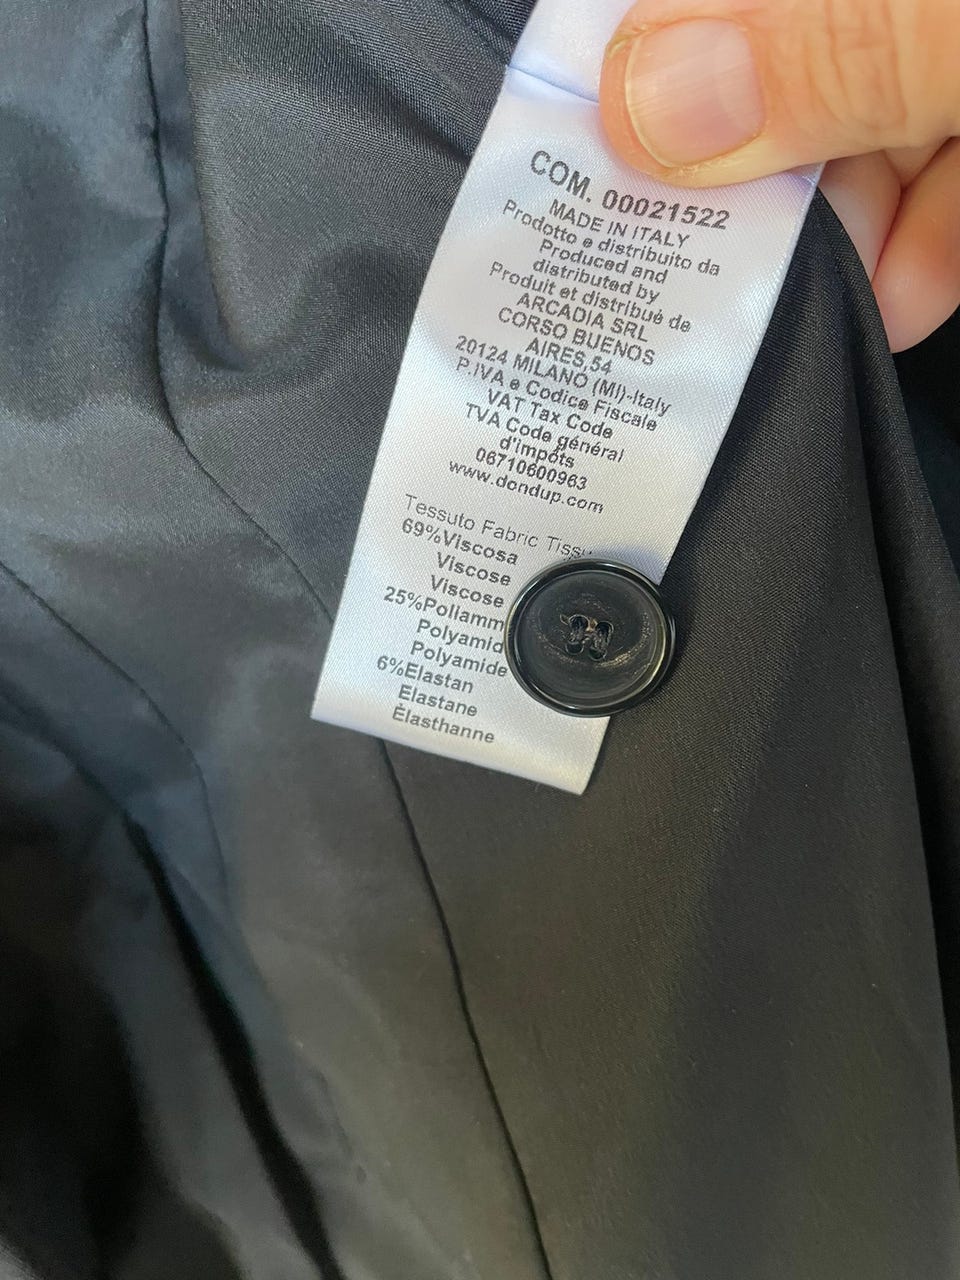 COM. 00021522
MADE IN ITALY
Prodotto e distribuito da
Produced and
distributed by
Produit et distribué de
ARCADIA SRL
CORSO BUENOS
AIRES,54
20124 MILANO (MI)-Italy
P.IVA e Codice Fiscale
VAT Tax Code
TVA Code général
d'impôts
06710600963
www.dondup.com
Tessuto Fabric Tissu
69%Viscosa
Viscose
Viscose
25%Poliamm
Polyamid
Polyamide
6%Elastan
Elastane
Èlasthanne